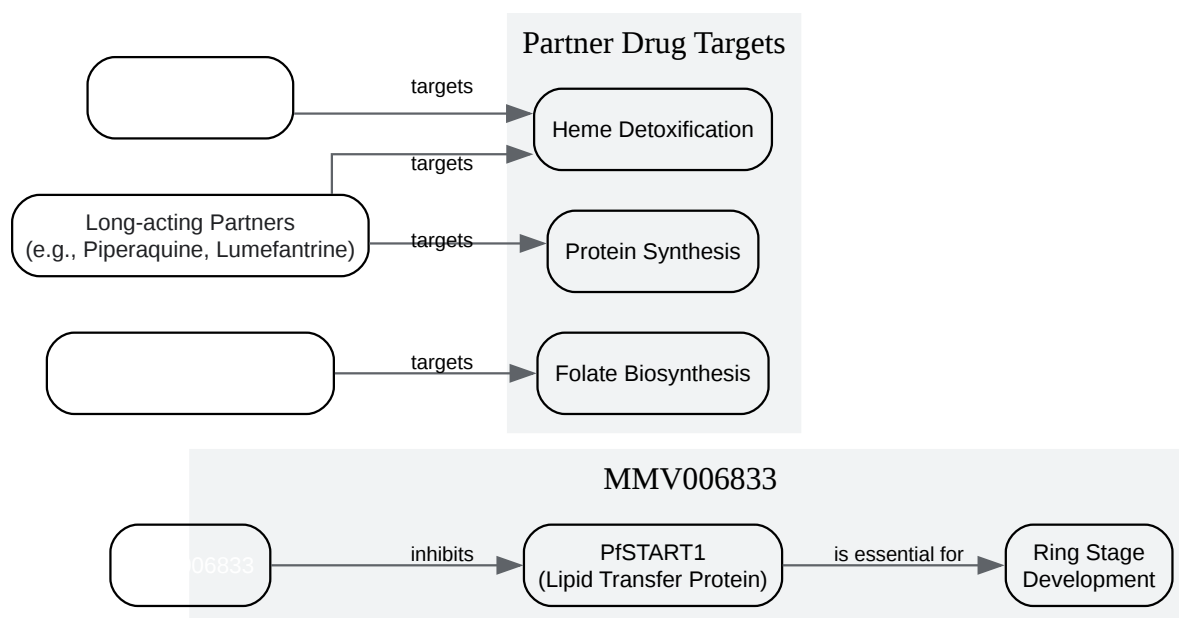 Partner Drug Targets
targets
Heme Detoxification
targets
Long-acting Partners
(e.g., Piperaquine, Lumefantrine)
targets
Protein Synthesis
targets
Folate Biosynthesis
MMV006833
006833
inhibits
PfSTART1
(Lipid Transfer Protein)
is essential for
Ring Stage
Development